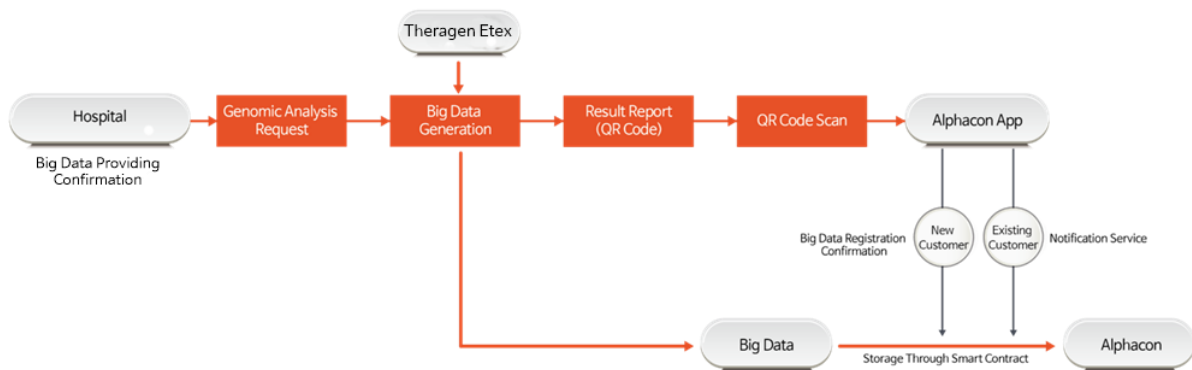 Theragen Etex
Hospital
Genomic Analysis
Request
Big Data
Generation
Result Report
(QR Code)
QR Code Scan
Alphacon App
Big Data Providing
Confirmation
Big Data Registration
Confirmation
New
Customer
Existing
Customer
Notification Service
Big Data
Storage Through Smart Contract
Alphacon